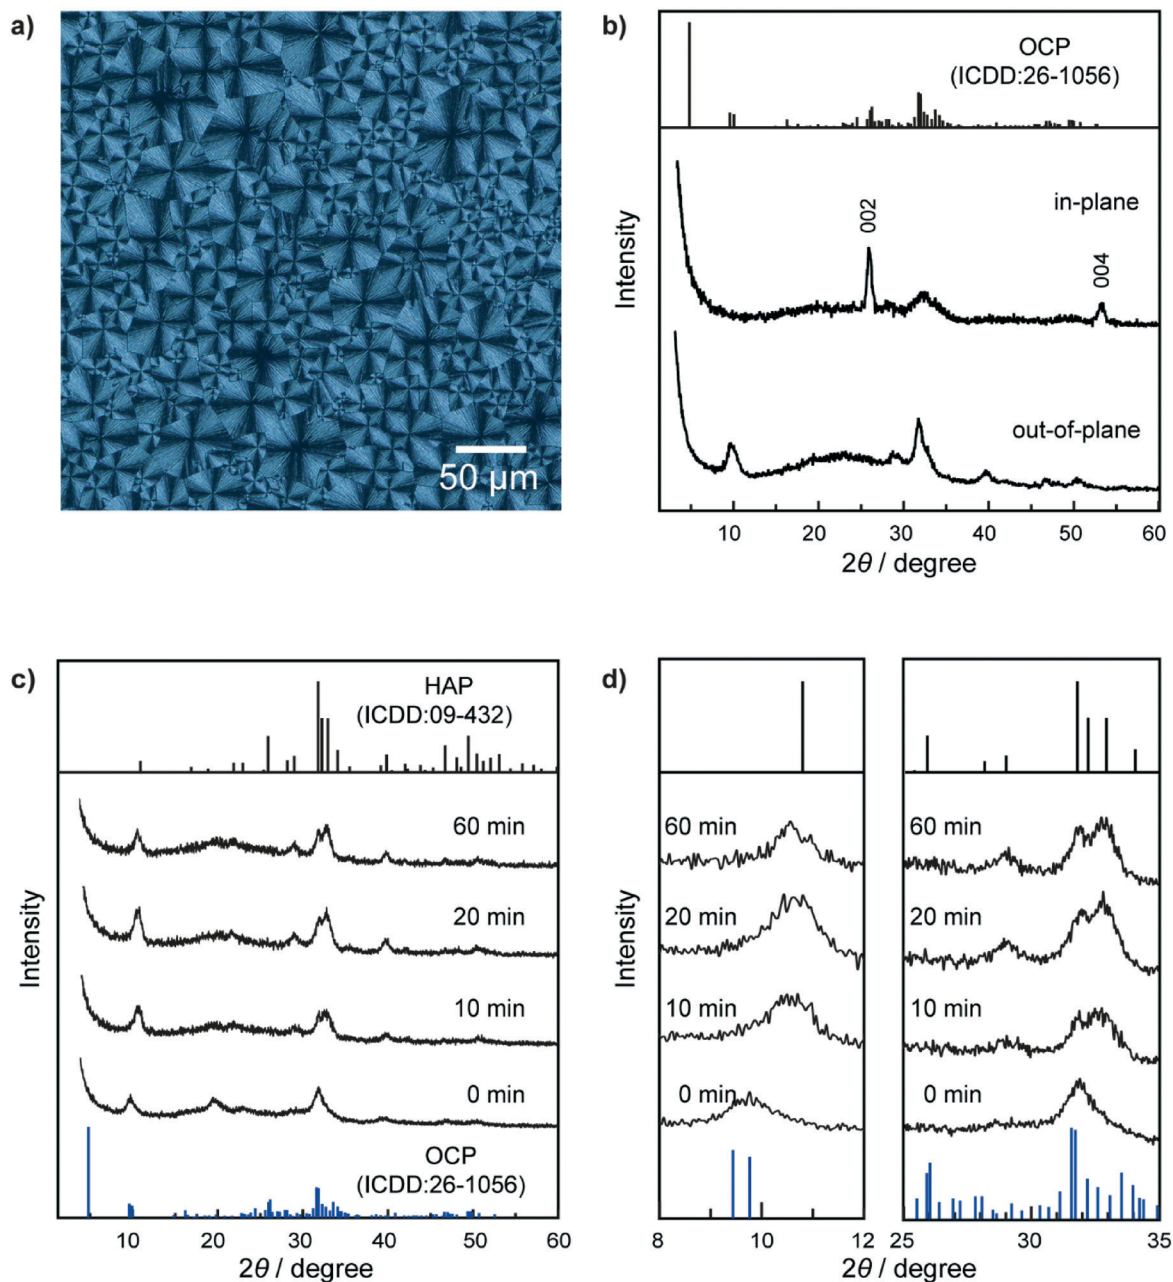 a)
50 μm
b)
OCP
(ICDD:26-1056)
in-plane
002
004
out-of-plane
Intensity
10 20 30 40 50 60
2θ / degree
c)
HAP
(ICDD:09-432)
60 min
20 min
10 min
0 min
OCP
(ICDD:26-1056)
Intensity
10 20 30 40 50 60
2θ / degree
d)
60 min
20 min
10 min
0 min
Intensity
8 10 12
60 min
20 min
10 min
0 min
25 30 35
2θ / degree